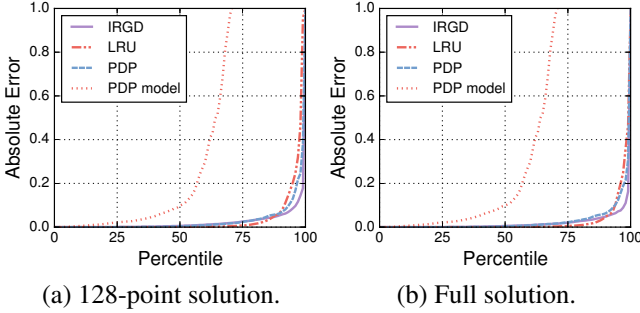 1.0
0.8
0.6
0.4
0.2
0.0
Absolute Error
IRGD
LRU
PDP
PDP model
0 25 50 75 100
Percentile
(a) 128-point solution.
1.0
0.8
0.6
0.4
0.2
0.0
Absolute Error
IRGD
LRU
PDP
PDP model
0 25 50 75 100
Percentile
(b) Full solution.